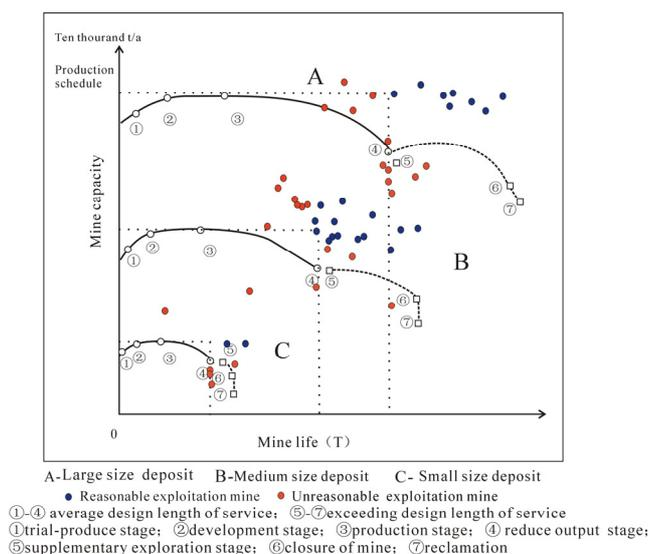 Ten thourand t/a
Production
schedule
A
① ② ③
④ ⑤
⑥
⑦
Mine capacity
① ② ③
④ ⑤
⑥
⑦
B
① ② ③
④ ⑤
⑥
⑦
C
0
Mine life（T）
A-Large size deposit B-Medium size deposit C- Small size deposit
Reasonable exploitation mine Unreasonable exploitation mine
①-④ average design length of service； ⑤-⑦exceeding design length of service
①trial-produce stage； ②development stage； ③production stage； ④ reduce output stage；
⑤supplementary exploration stage； ⑥closure of mine； ⑦reclamation